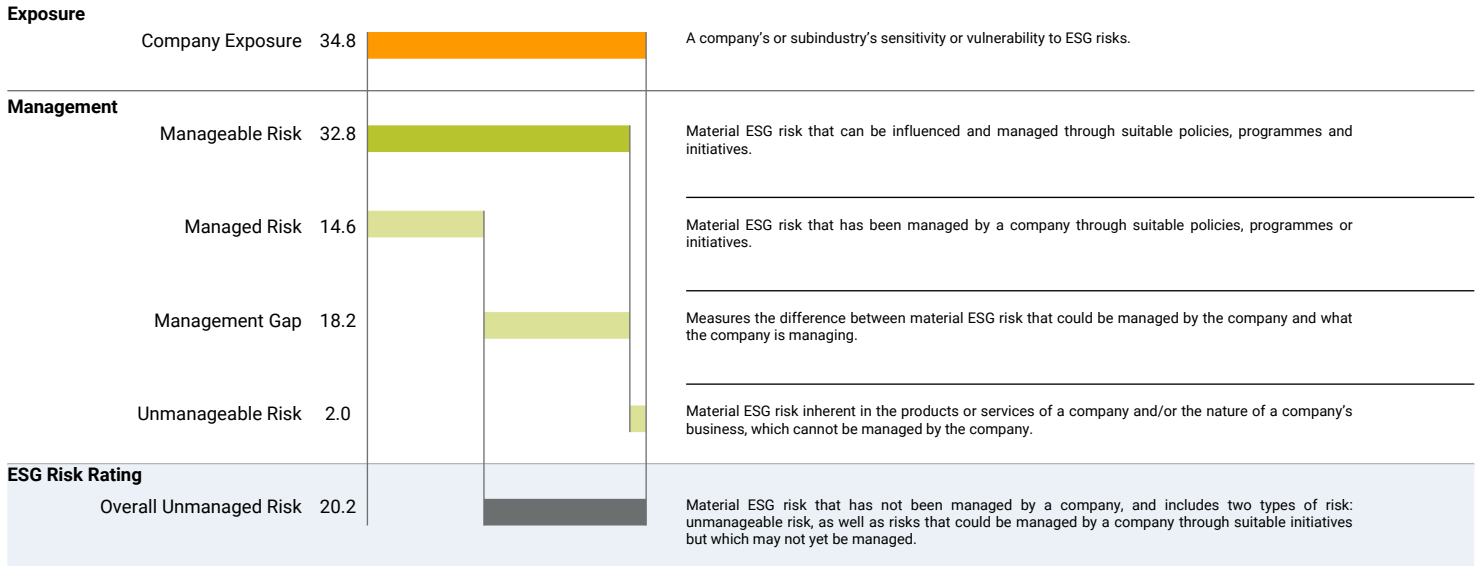 Exposure
Company Exposure 34.8
A company's or subindustry's sensitivity or vulnerability to ESG risks.
Management
Manageable Risk 32.8
Material ESG risk that can be influenced and managed through suitable policies, programmes and
initiatives.
Managed Risk 14.6
Material ESG risk that has been managed by a company through suitable policies, programmes or
initiatives.
Management Gap 18.2
Measures the difference between material ESG risk that could be managed by the company and what
the company is managing.
Unmanageable Risk 2.0
Material ESG risk inherent in the products or services of a company and/or the nature of a company's
business, which cannot be managed by the company.
ESG Risk Rating
Overall Unmanaged Risk 20.2
Material ESG risk that has not been managed by a company, and includes two types of risk:
unmanageable risk, as well as risks that could be managed by a company through suitable initiatives
but which may not yet be managed.